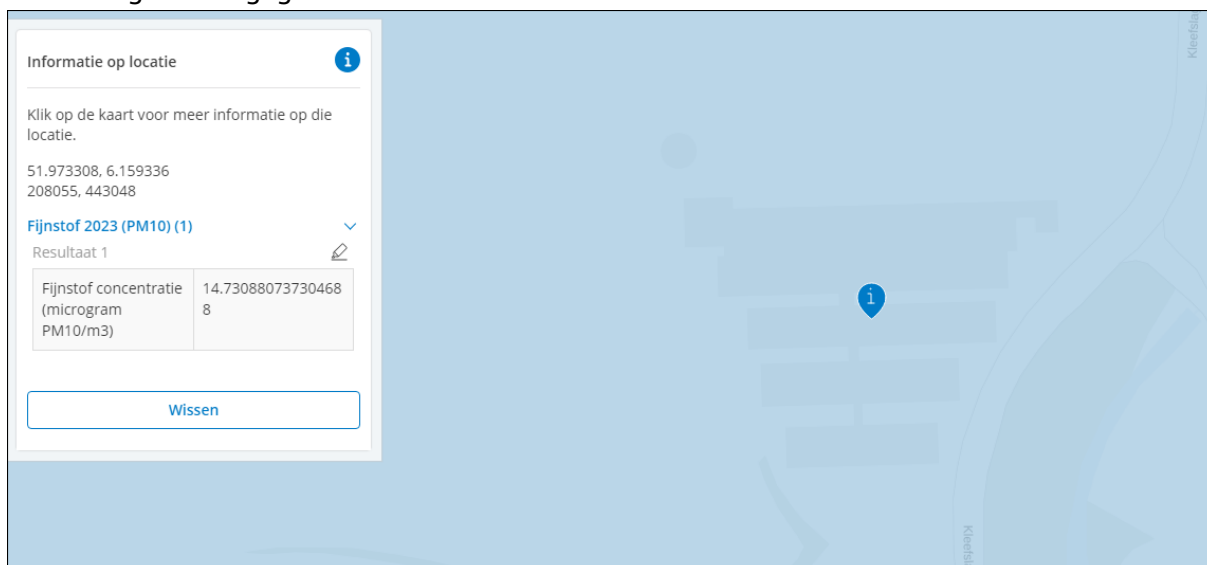 Informatie op locatie
i
Klik op de kaart voor meer informatie op die
locatie.
51.973308, 6.159336
208055, 443048
Fijnstof 2023 (PM10) (1)
Resultaat 1
Fijnstof concentratie
(microgram
PM10/m3)
14.73088073730468
8
Wissen
i